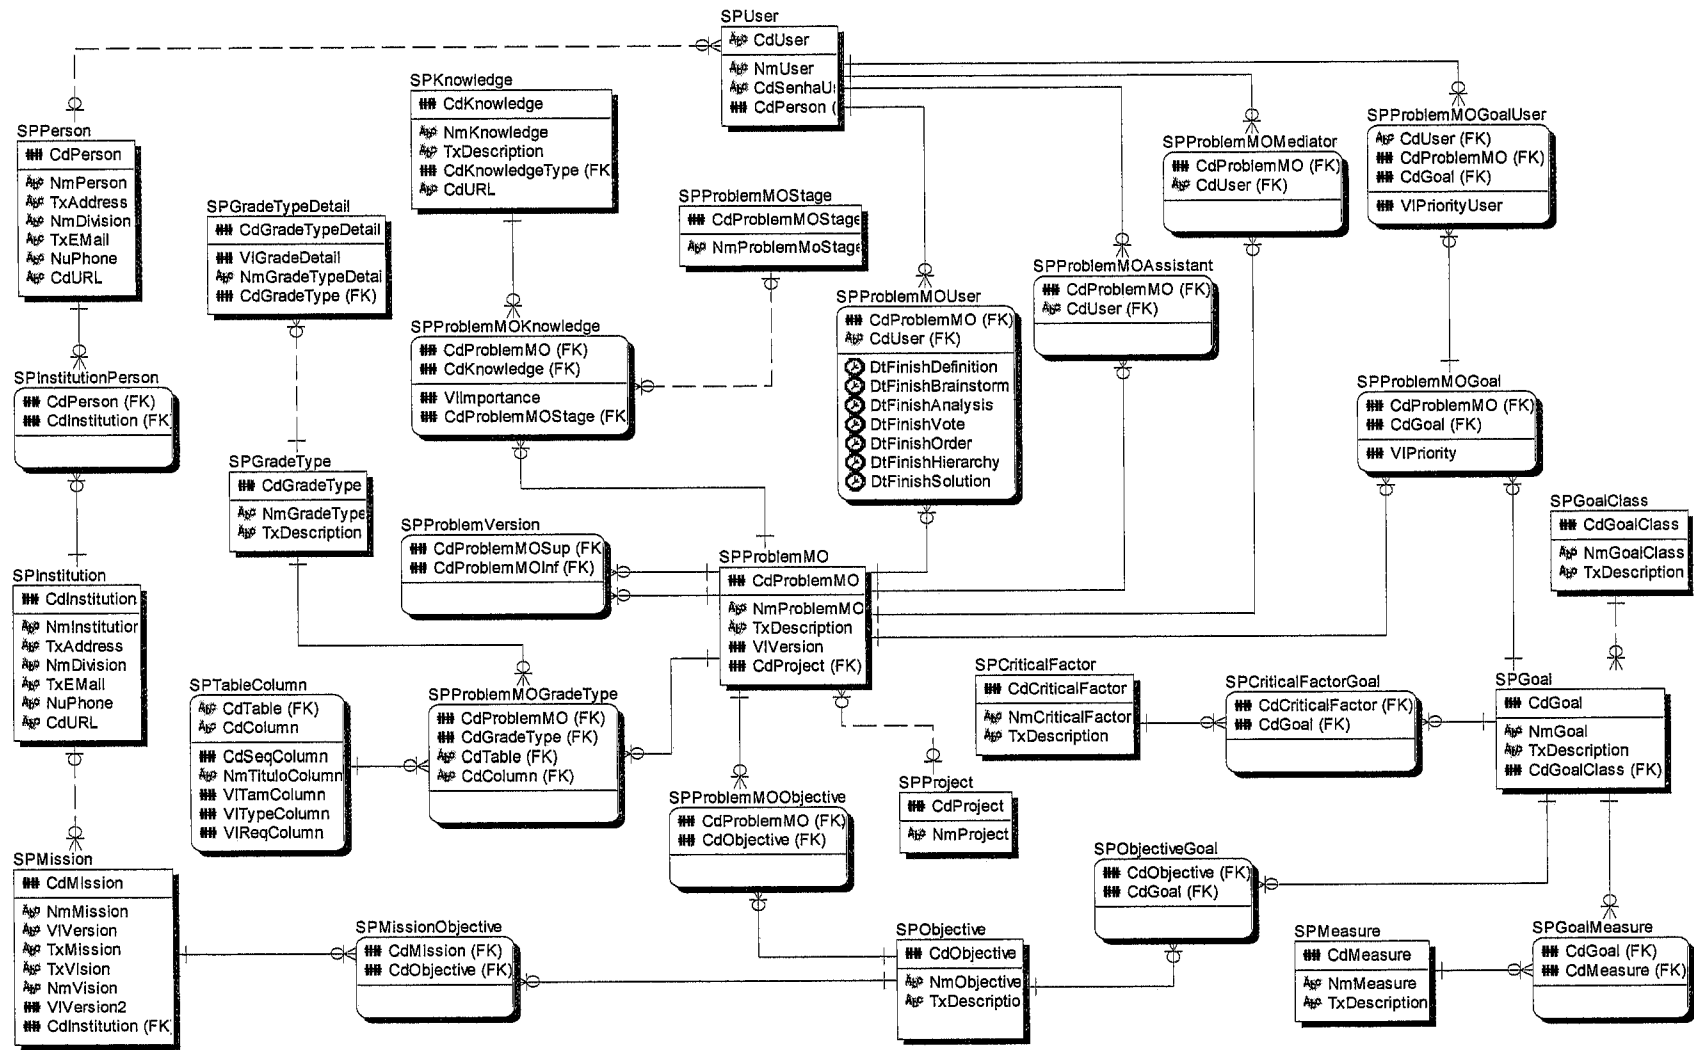 SPUser
CdUser
NmUser
CdSenhaU
CdPerson (
SPKnowledge
CdKnowledge
NmKnowledge
TxDescription
CdKnowledgeType (FK
CdURL
SPPerson
CdPerson
NmPerson
TxAddress
NmDivision
TxEMail
NuPhone
CdURL
SPGradeTypeDetail
CdGradeTypeDetail
VlGradeDetail
NmGradeTypeDetai
CdGradeType (FK)
SPProblemMOStage
CdProblemMOStage
NmProblemMoStage
SPProblemMOMediator
CdProblemMO (FK)
CdUser (FK)
SPProblemMOGoalUser
CdUser (FK)
CdProblemMO (FK)
CdGoal (FK)
VlPriorityUser
SPProblemMOAssistant
CdProblemMO (FK)
CdUser (FK)
SPProblemMOUser
CdProblemMO (FK)
CdUser (FK)
DtFinishDefinition
DtFinishBrainstorm
DtFinishAnalysis
DtFinishVote
DtFinishOrder
DtFinishHierarchy
DtFinishSolution
SPProblemMOKnowledge
CdProblemMO (FK)
CdKnowledge (FK)
VlImportance
CdProblemMOStage (FK
SPInstitutionPerson
CdPerson (FK)
CdInstitution (FK
SPProblemMOGoal
CdProblemMO (FK)
CdGoal (FK)
VlPriority
SPGradeType
CdGradeType
NmGradeType
TxDescription
SPProblemVersion
CdProblemMOSup (FK
CdProblemMOInf (FK)
SPProblemMO
CdProblemMO
NmProblemMO
TxDescription
VlVersion
CdProject (FK)
SPGoalClass
CdGoalClass
NmGoalClass
TxDescription
SPInstitution
CdInstitution
NmInstitution
TxAddress
NmDivision
TxEMail
NuPhone
CdURL
SPTableColumn
CdTable (FK)
CdColumn
CdSeqColumn
NmTituloColumn
VlTamColumn
VlTypeColumn
VlReqColumn
SPProblemMOGradeType
CdProblemMO (FK)
CdGradeType (FK)
CdTable (FK)
CdColumn (FK)
SPCriticalFactor
CdCriticalFactor
NmCriticalFactor
TxDescription
SPCriticalFactorGoal
CdCriticalFactor (FK)
CdGoal (FK)
SPGoal
CdGoal
NmGoal
TxDescription
CdGoalClass (FK)
SPProject
CdProject
NmProject
SPProblemMOObjective
CdProblemMO (FK)
CdObjective (FK)
SPMission
CdMission
NmMission
VlVersion
TxMission
TxVision
NmVision
VlVersion2
CdInstitution (FK
SPMissionObjective
CdMission (FK)
CdObjective (FK)
SPObjective
CdObjective
NmObjective
TxDescriptio
SPObjectiveGoal
CdObjective (FK)
CdGoal (FK)
SPMeasure
CdMeasure
NmMeasure
TxDescription
SPGoalMeasure
CdGoal (FK)
CdMeasure (FK)